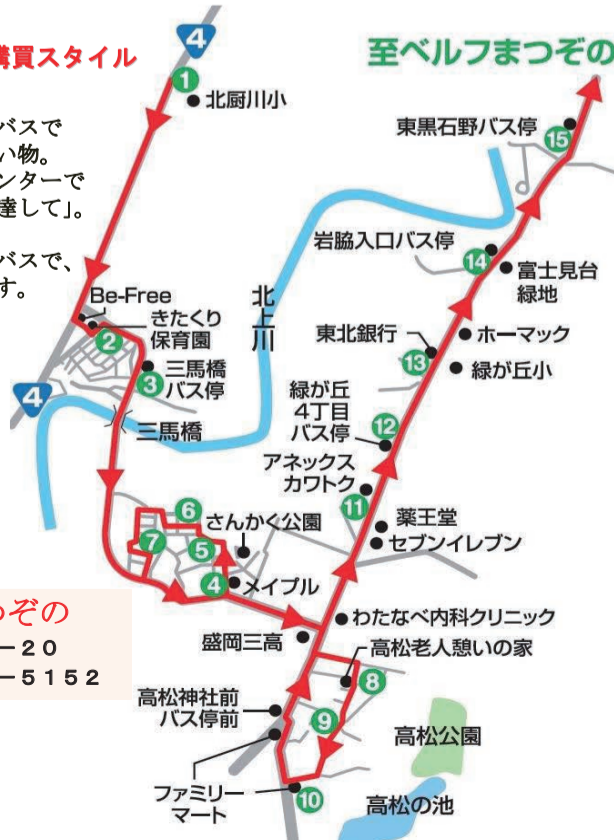 購買スタイル
バスで
い物。
ンターで
達して」。
バスで、
す。
4
至ベルフまつぞの
1
北厨川小
東黒石野バス停
15
岩脇入口バス停
14
富士見台
緑地
北上川
Be-Free
きたくり
保育園
2
三馬橋
バス停
3
4
三馬橋
東北銀行
13
ホーマック
緑が丘小
緑が丘
4丁目
バス停
12
アネックス
カワトク
11
薬王堂
セブンイレブン
6
さんかく公園
7
5
4
メイプル
わたなべ内科クリニック
盛岡三高
高松老人憩いの家
8
ぞの
−20
−5152
高松神社前
バス停前
9
高松公園
ファミリー
マート
10
高松の池